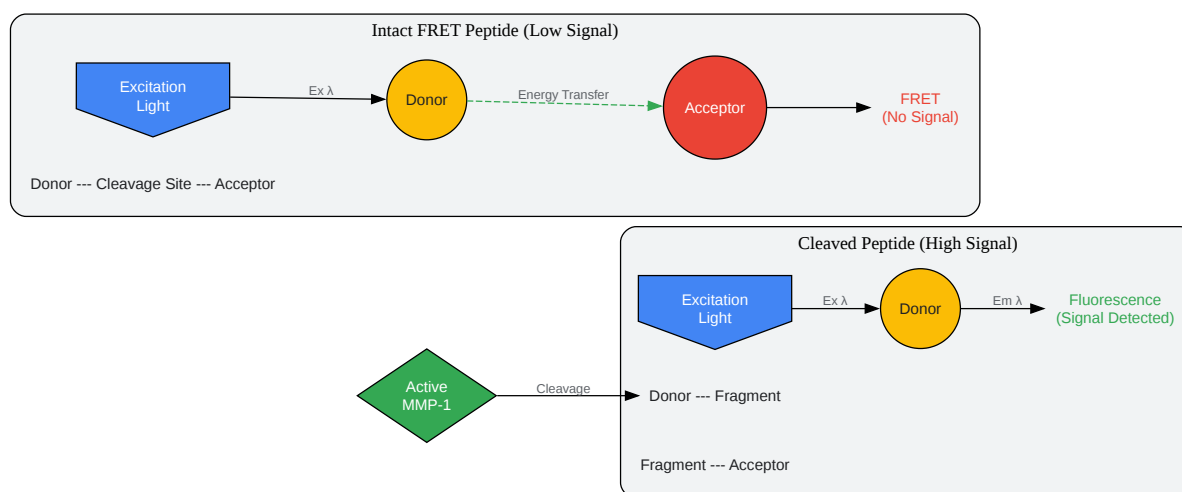 Intact FRET Peptide (Low Signal)
Excitation
Light
Ex λ
Donor
Energy Transfer
Acceptor
FRET
(No Signal)
Donor --- Cleavage Site --- Acceptor
Cleaved Peptide (High Signal)
Excitation
Light
Ex λ
Donor
Em λ
Fluorescence
(Signal Detected)
Active
MMP-1
Cleavage
Donor --- Fragment
Fragment --- Acceptor